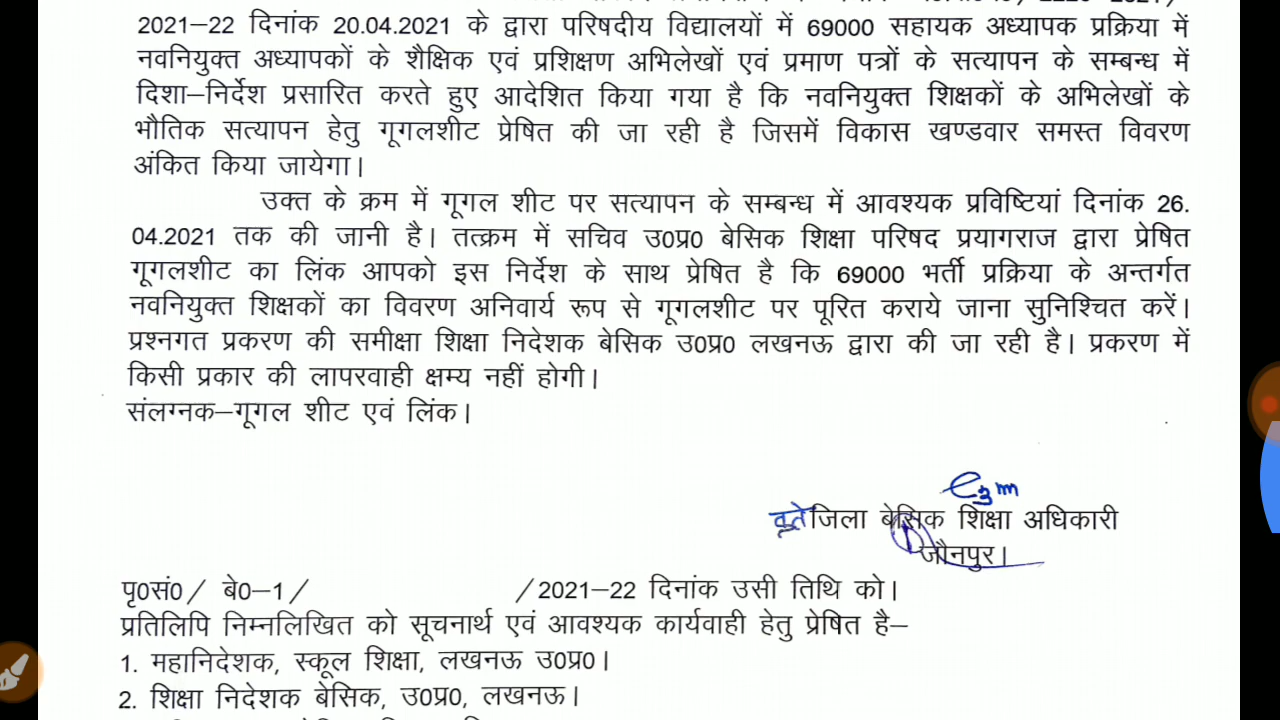 2021–22 दिनांक 20.04.2021 के द्वारा परिषदीय विद्यालयों में 69000 सहायक अध्यापक प्रक्रिया में
नवनियुक्त अध्यापकों के शैक्षिक एवं प्रशिक्षण अभिलेखों एवं प्रमाण पत्रों के सत्यापन के सम्बन्ध में
दिशा–निर्देश प्रसारित करते हुए आदेशित किया गया है कि नवनियुक्त शिक्षकों के अभिलेखों के
भौतिक सत्यापन हेतु गूगलशीट प्रेषित की जा रही है जिसमें विकास खण्डवार समस्त विवरण
अंकित किया जायेगा।
उक्त के क्रम में गूगल शीट पर सत्यापन के सम्बन्ध में आवश्यक प्रविष्टियां दिनांक 26.
04.2021 तक की जानी है। तत्क्रम में सचिव उ0प्र0 बेसिक शिक्षा परिषद प्रयागराज द्वारा प्रेषित
गूगलशीट का लिंक आपको इस निर्देश के साथ प्रेषित है कि 69000 भर्ती प्रक्रिया के अन्तर्गत
नवनियुक्त शिक्षकों का विवरण अनिवार्य रूप से गूगलशीट पर पूरित कराये जाना सुनिश्चित करें।
प्रश्नगत प्रकरण की समीक्षा शिक्षा निदेशक बेसिक उ0प्र0 लखनऊ द्वारा की जा रही है। प्रकरण में
किसी प्रकार की लापरवाही क्षम्य नहीं होगी।
संलग्नक–गूगल शीट एवं लिंक।
जिला बेसिक शिक्षा अधिकारी
जौनपुर।
पृ0सं0/ बे0–1/ /2021–22 दिनांक उसी तिथि को।
प्रतिलिपि निम्नलिखित को सूचनार्थ एवं आवश्यक कार्यवाही हेतु प्रेषित है–
1. महानिदेशक, स्कूल शिक्षा, लखनऊ उ0प्र0।
2. शिक्षा निदेशक बेसिक, उ0प्र0, लखनऊ।